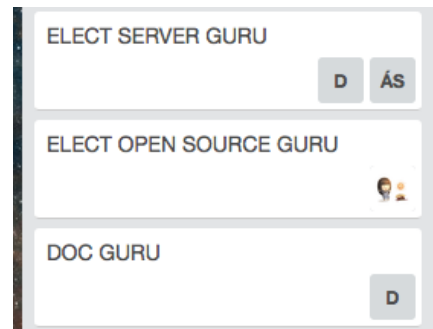 ELECT SERVER GURU
D ÁS
ELECT OPEN SOURCE GURU
DOC GURU
D